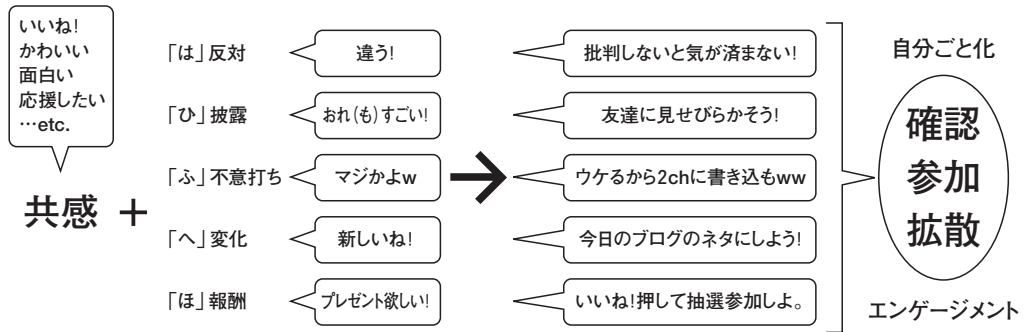 いいね!
かわいい
面白い
応援したい
…etc.
共感 +
「は」反対
違う!
批判しないと気が済まない!
「ひ」披露
おれ(も)すごい!
友達に見せびらかそう!
「ふ」不意打ち
マジかよw
ウケるから2chに書き込もww
「へ」変化
新しいね!
今日のブログのネタにしよう!
「ほ」報酬
プレゼント欲しい!
いいね!押して抽選参加しよ。
自分ごと化
確認
参加
拡散
エンゲージメント